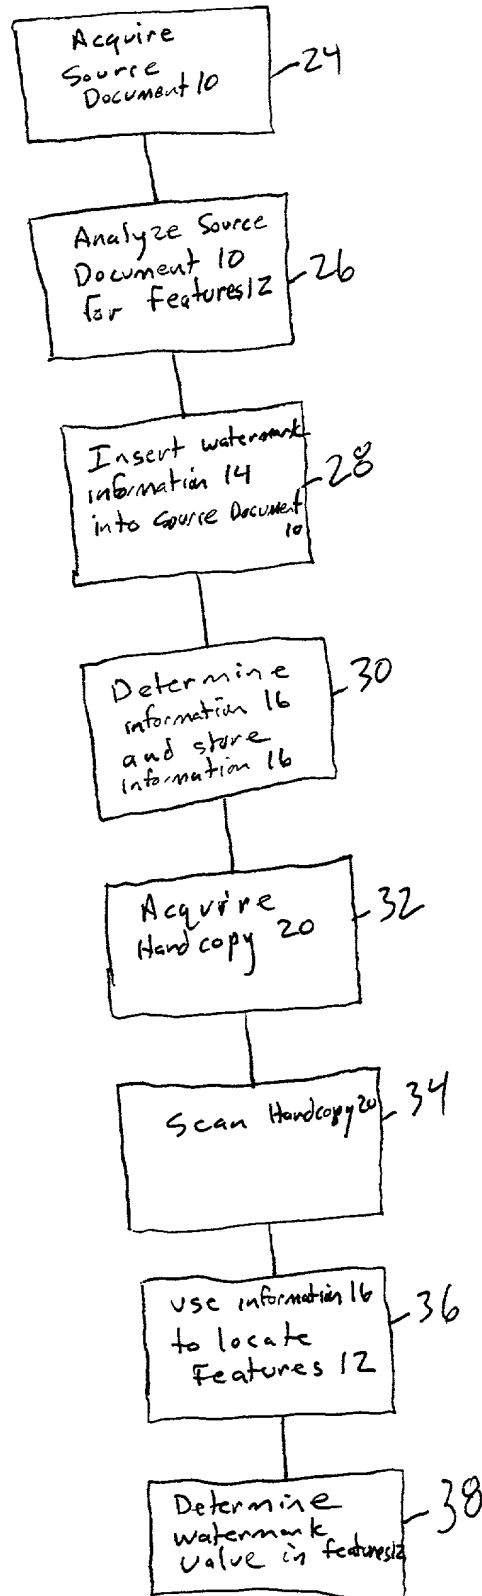 Acquire
Source
Document 10
24
Analyze Source
Document 10
for features 12
26
Insert watermark
information 14
into Source Document
10
28
Determine
information 16
and store
information 16
30
Acquire
Hardcopy 20
32
Scan Hardcopy 20
34
use information 16
to locate
Features 12
36
Determine
watermark
value in features 12
38